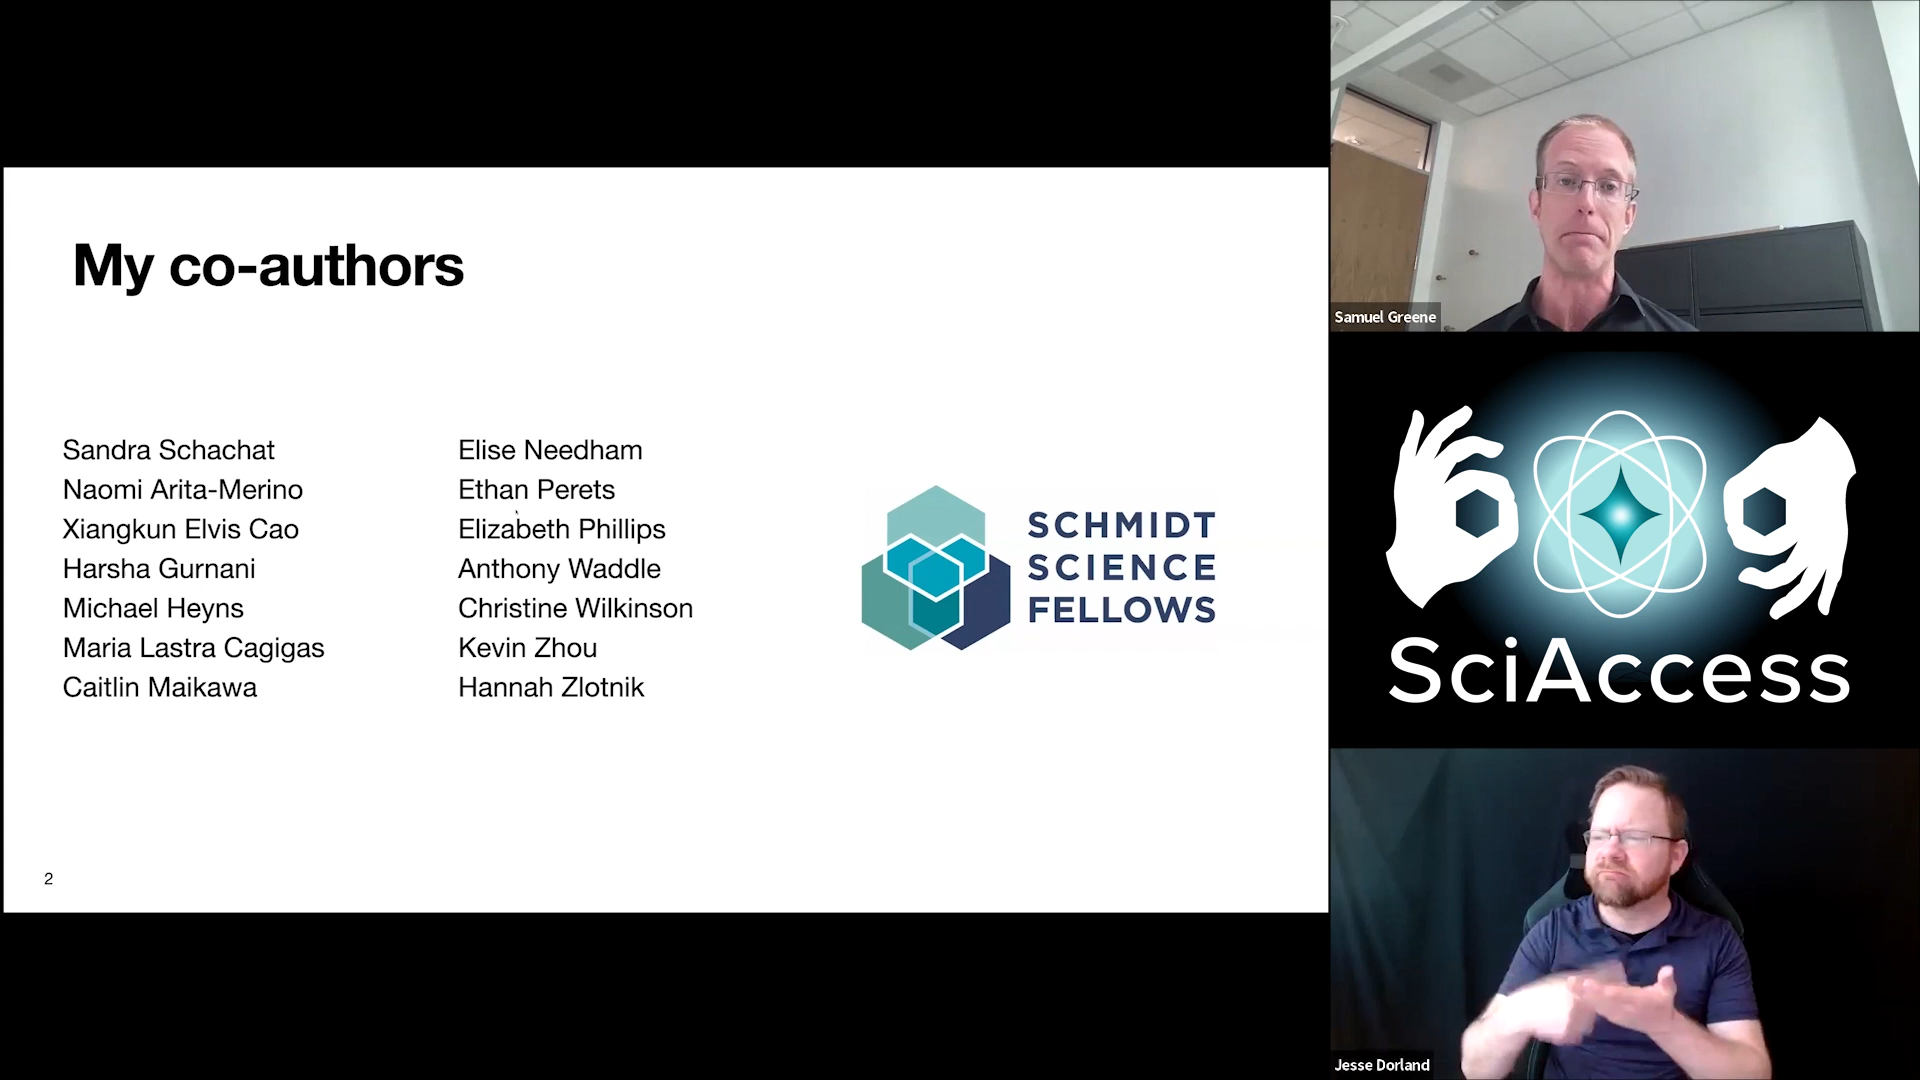 My co-authors
Sandra Schachat
Naomi Arita-Merino
Xiangkun Elvis Cao
Harsha Gurnani
Michael Heyns
Maria Lastra Cagigas
Caitlin Maikawa
Elise Needham
Ethan Perets
Elizabeth Phillips
Anthony Waddle
Christine Wilkinson
Kevin Zhou
Hannah Zlotnik
SCHMIDT
SCIENCE
FELLOWS
2
Samuel Greene
SciAccess
Jesse Dorland